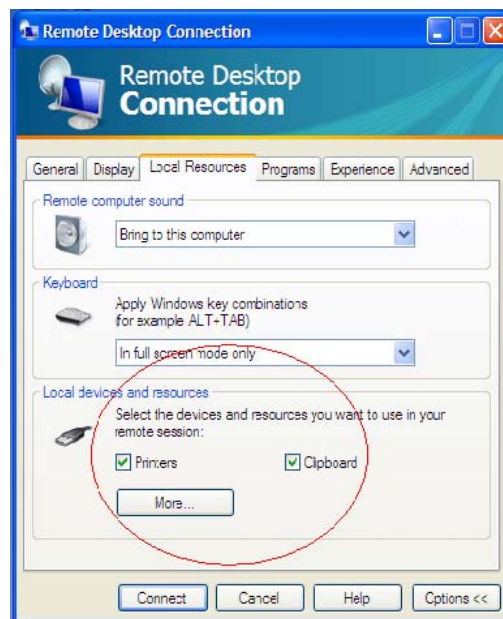 Remote Desktop Connection
Remote Desktop
Connection
General Display Local Resources Programs Experience Advanced
Remote computer sound
Bring to this computer
Keyboard
Apply Windows key combinations
(for example ALT+TAB)
In full screen mode only
Local devices and resources
Select the devices and resources you want to use in your
remote session:
Printers Clipboard
More...
Connect Cancel Help Options <<